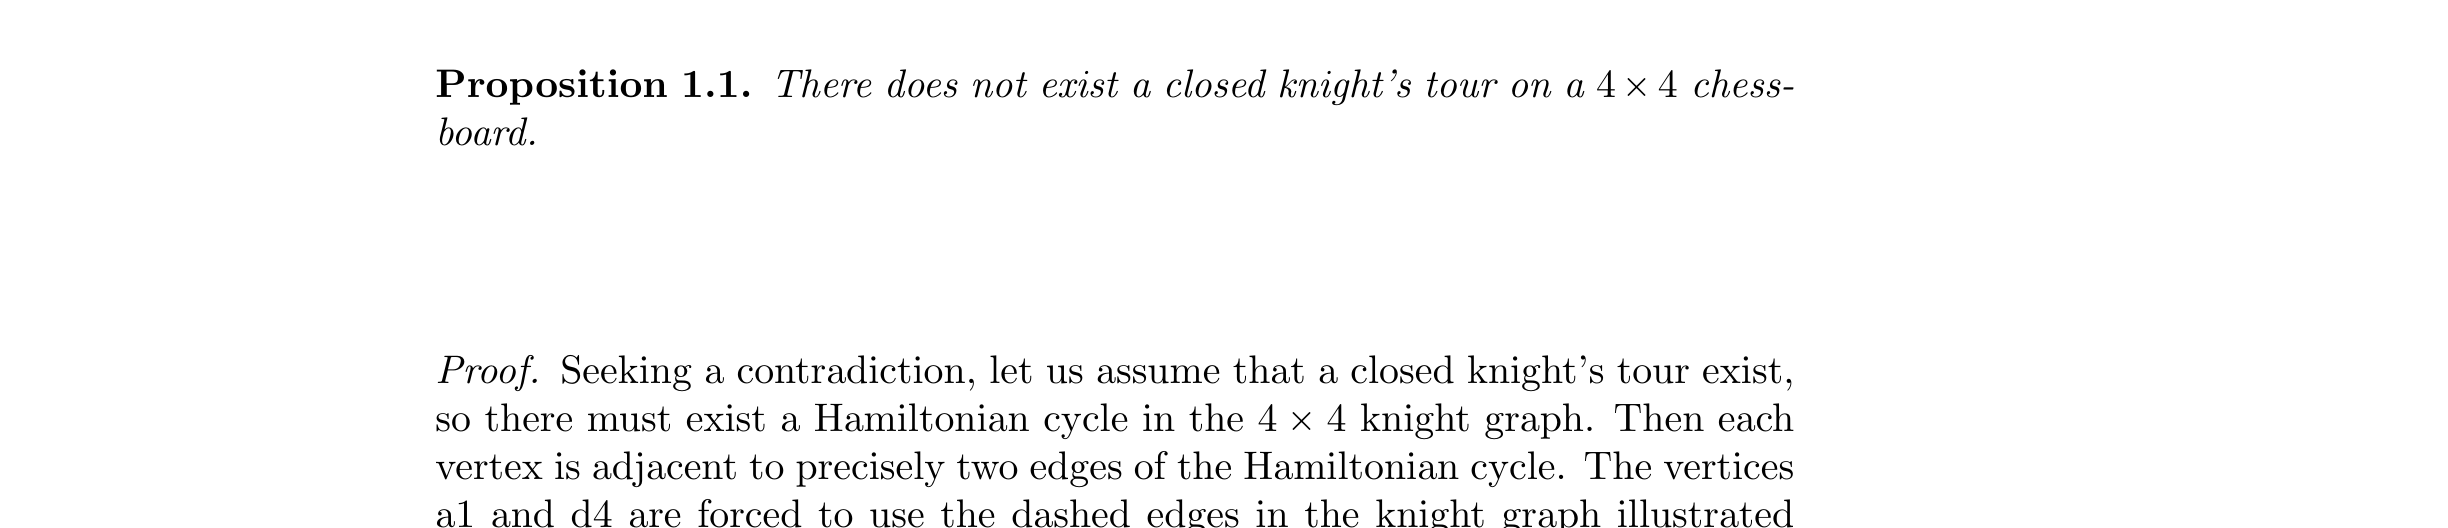 Proposition 1.1. There does not exist a closed knight's tour on a 4 × 4 chess-
board.
Proof. Seeking a contradiction, let us assume that a closed knight's tour exist,
so there must exist a Hamiltonian cycle in the 4 × 4 knight graph. Then each
vertex is adjacent to precisely two edges of the Hamiltonian cycle. The vertices
a1 and d4 are forced to use the dashed edges in the knight graph illustrated